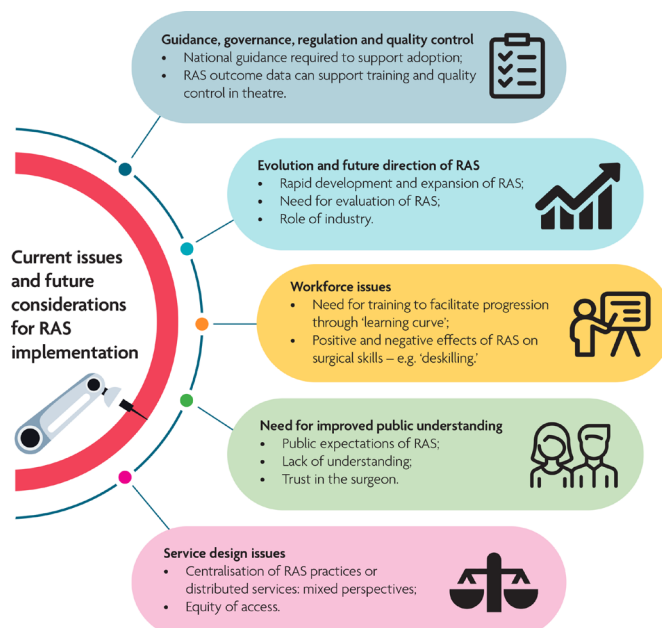 Guidance, governance, regulation and quality control
• National guidance required to support adoption;
• RAS outcome data can support training and quality
control in theatre.
Evolution and future direction of RAS
• Rapid development and expansion of RAS;
• Need for evaluation of RAS;
• Role of industry.
Current issues
and future
considerations
for RAS
implementation
Workforce issues
• Need for training to facilitate progression
through ‘learning curve’;
• Positive and negative effects of RAS on
surgical skills – e.g. ‘deskilling.’
Need for improved public understanding
• Public expectations of RAS;
• Lack of understanding;
• Trust in the surgeon.
Service design issues
• Centralisation of RAS practices or
distributed services: mixed perspectives;
• Equity of access.